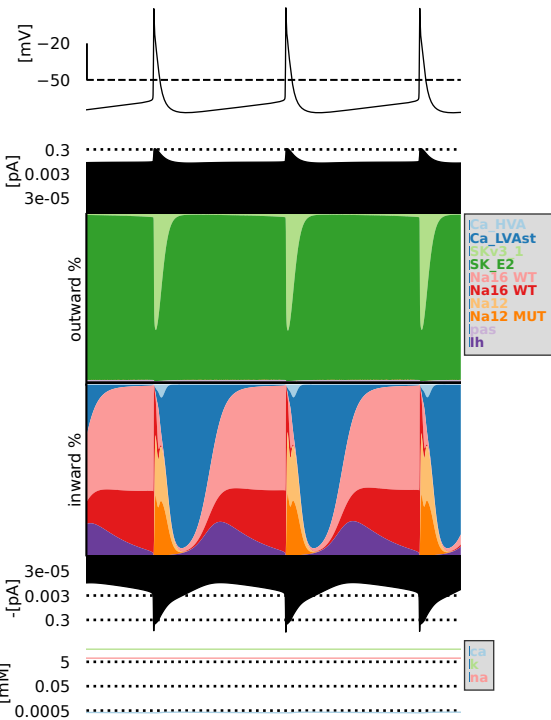 [mV]
−20
−50
[pA]
0.3
0.003
3e-05
outward %
Ca_HVA
Ca_LVAst
SKv3_1
SK_E2
Na16 WT
Na16 WT
Na12
Na12 MUT
pas
Ih
inward %
-[pA]
3e-05
0.003
0.3
[mM]
5
0.05
0.0005
ca
k
na